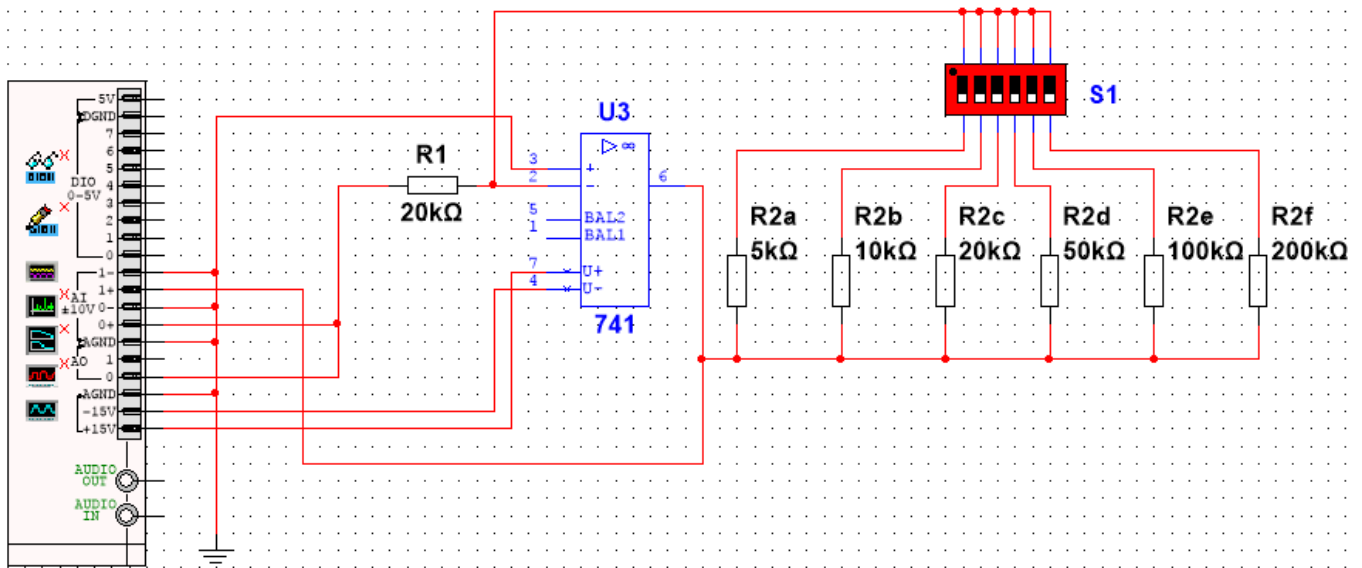 5V
DGND
7
6
5
DIO
0-5V
4
3
2
1
0
1-
AI
±10V
1+
0-
0+
AGND
AO
1
0
AGND
-15V
+15V
AUDIO
OUT
AUDIO
IN
R1
20kΩ
U3
3
2
5
1
7
4
6
+
-
▷ ∞
BAL2
BAL1
U+
U-
741
S1
R2a
5kΩ
R2b
10kΩ
R2c
20kΩ
R2d
50kΩ
R2e
100kΩ
R2f
200kΩ